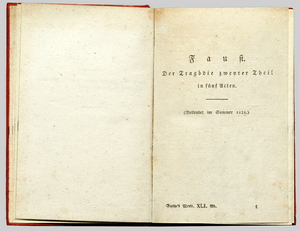 Faust.
Der Tragödie zweyter Theil
in fünf Acten.
(Vollendet im Sommer 1831.)
Goethe's Werke. XLI. Bd. 1